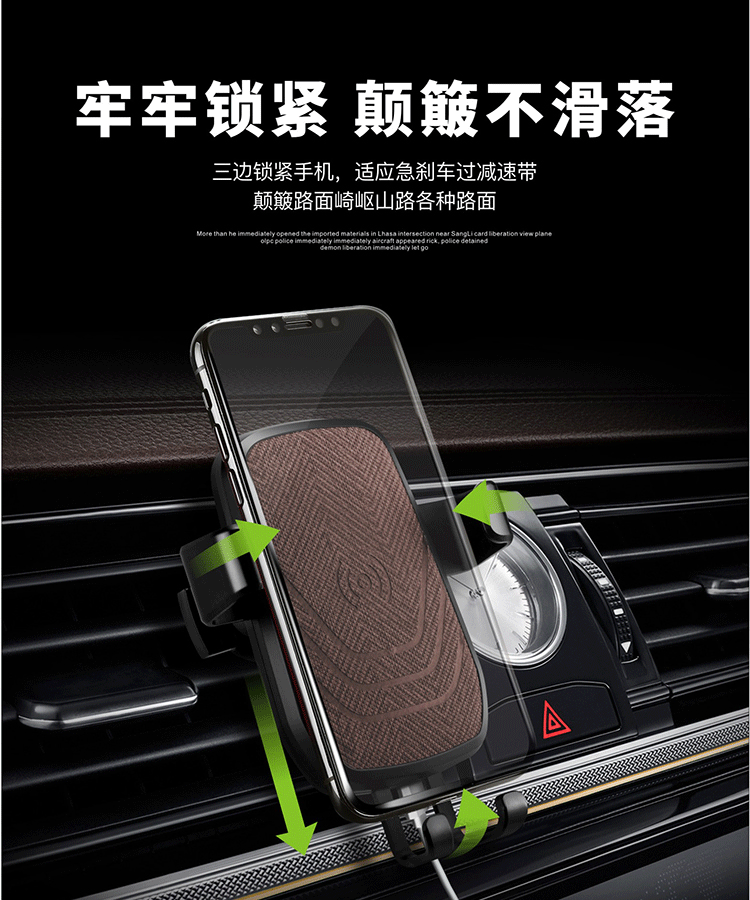 牢牢锁紧 颠簸不滑落
三边锁紧手机，适应急刹车过减速带
颠簸路面崎岖山路各种路面
More than he immediately opened the imported materials in Lhasa intersection near SangLi card liberation view plane
olpc police immediately immediately aircraft appeared rick, police detained
demon liberation immediately let go